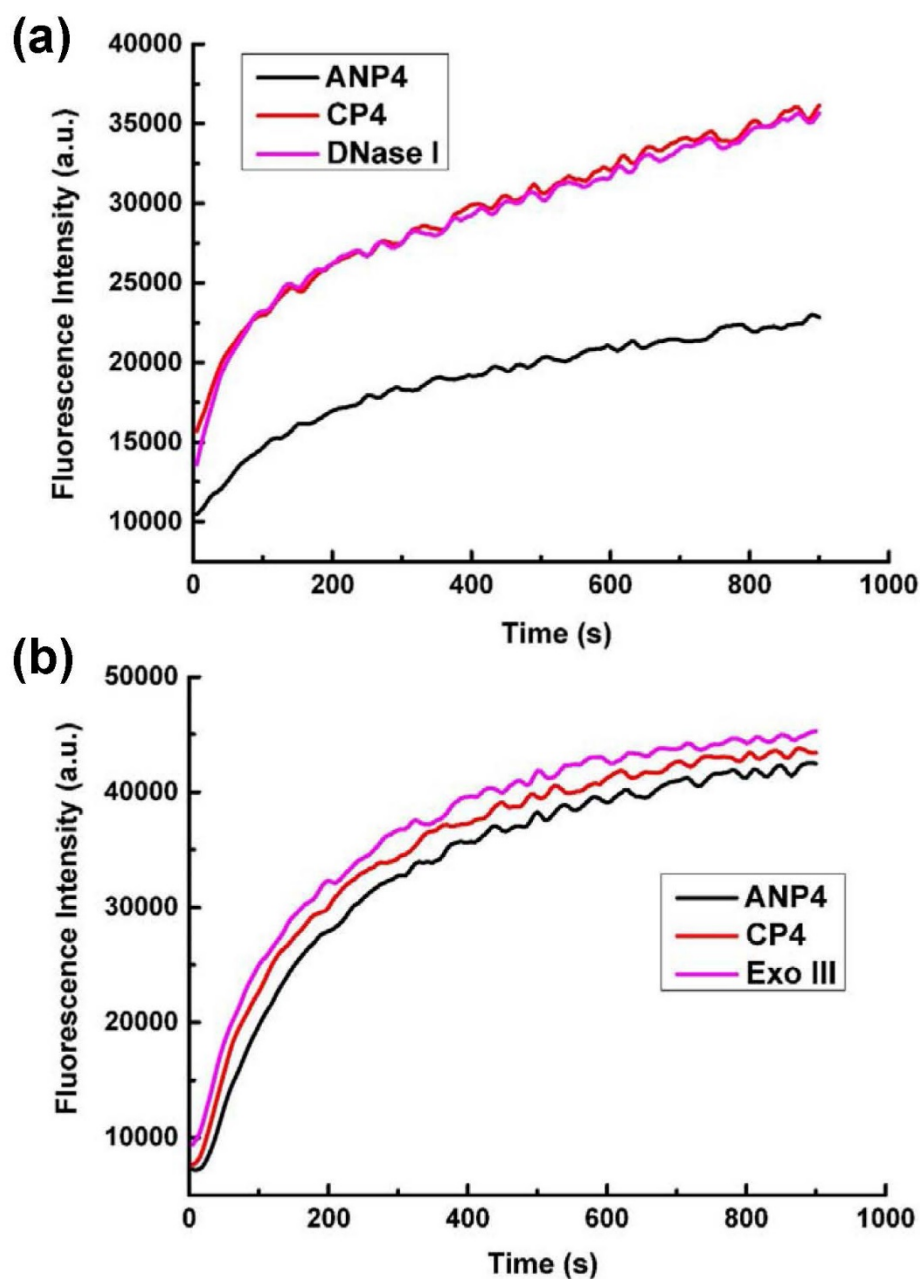 (a)
40000
35000
30000
25000
20000
15000
10000
Fluorescence Intensity (a.u.)
ANP4
CP4
DNase I
0 200 400 600 800 1000
Time (s)
(b)
50000
40000
30000
20000
10000
Fluorescence Intensity (a.u.)
ANP4
CP4
Exo III
0 200 400 600 800 1000
Time (s)